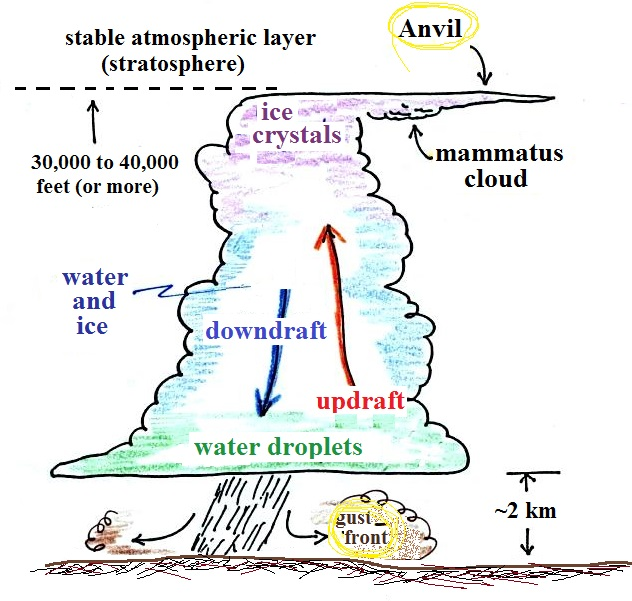 stable atmospheric layer
(stratosphere)
Anvil
ice
crystals
30,000 to 40,000
feet (or more)
mammatus
cloud
water
and
ice
downdraft
updraft
water droplets
~2 km
gust
front